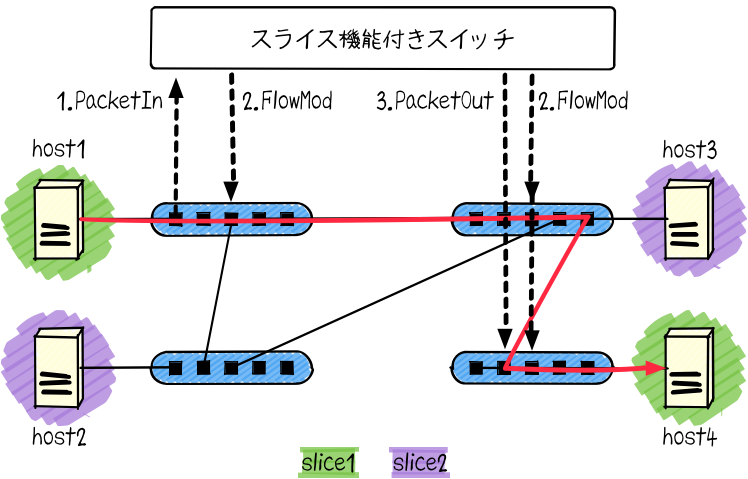 スライス機能付きスイッチ
1.PacketIn
2.FlowMod
3.PacketOut
2.FlowMod
host1
host3
host2
host4
slice1
slice2